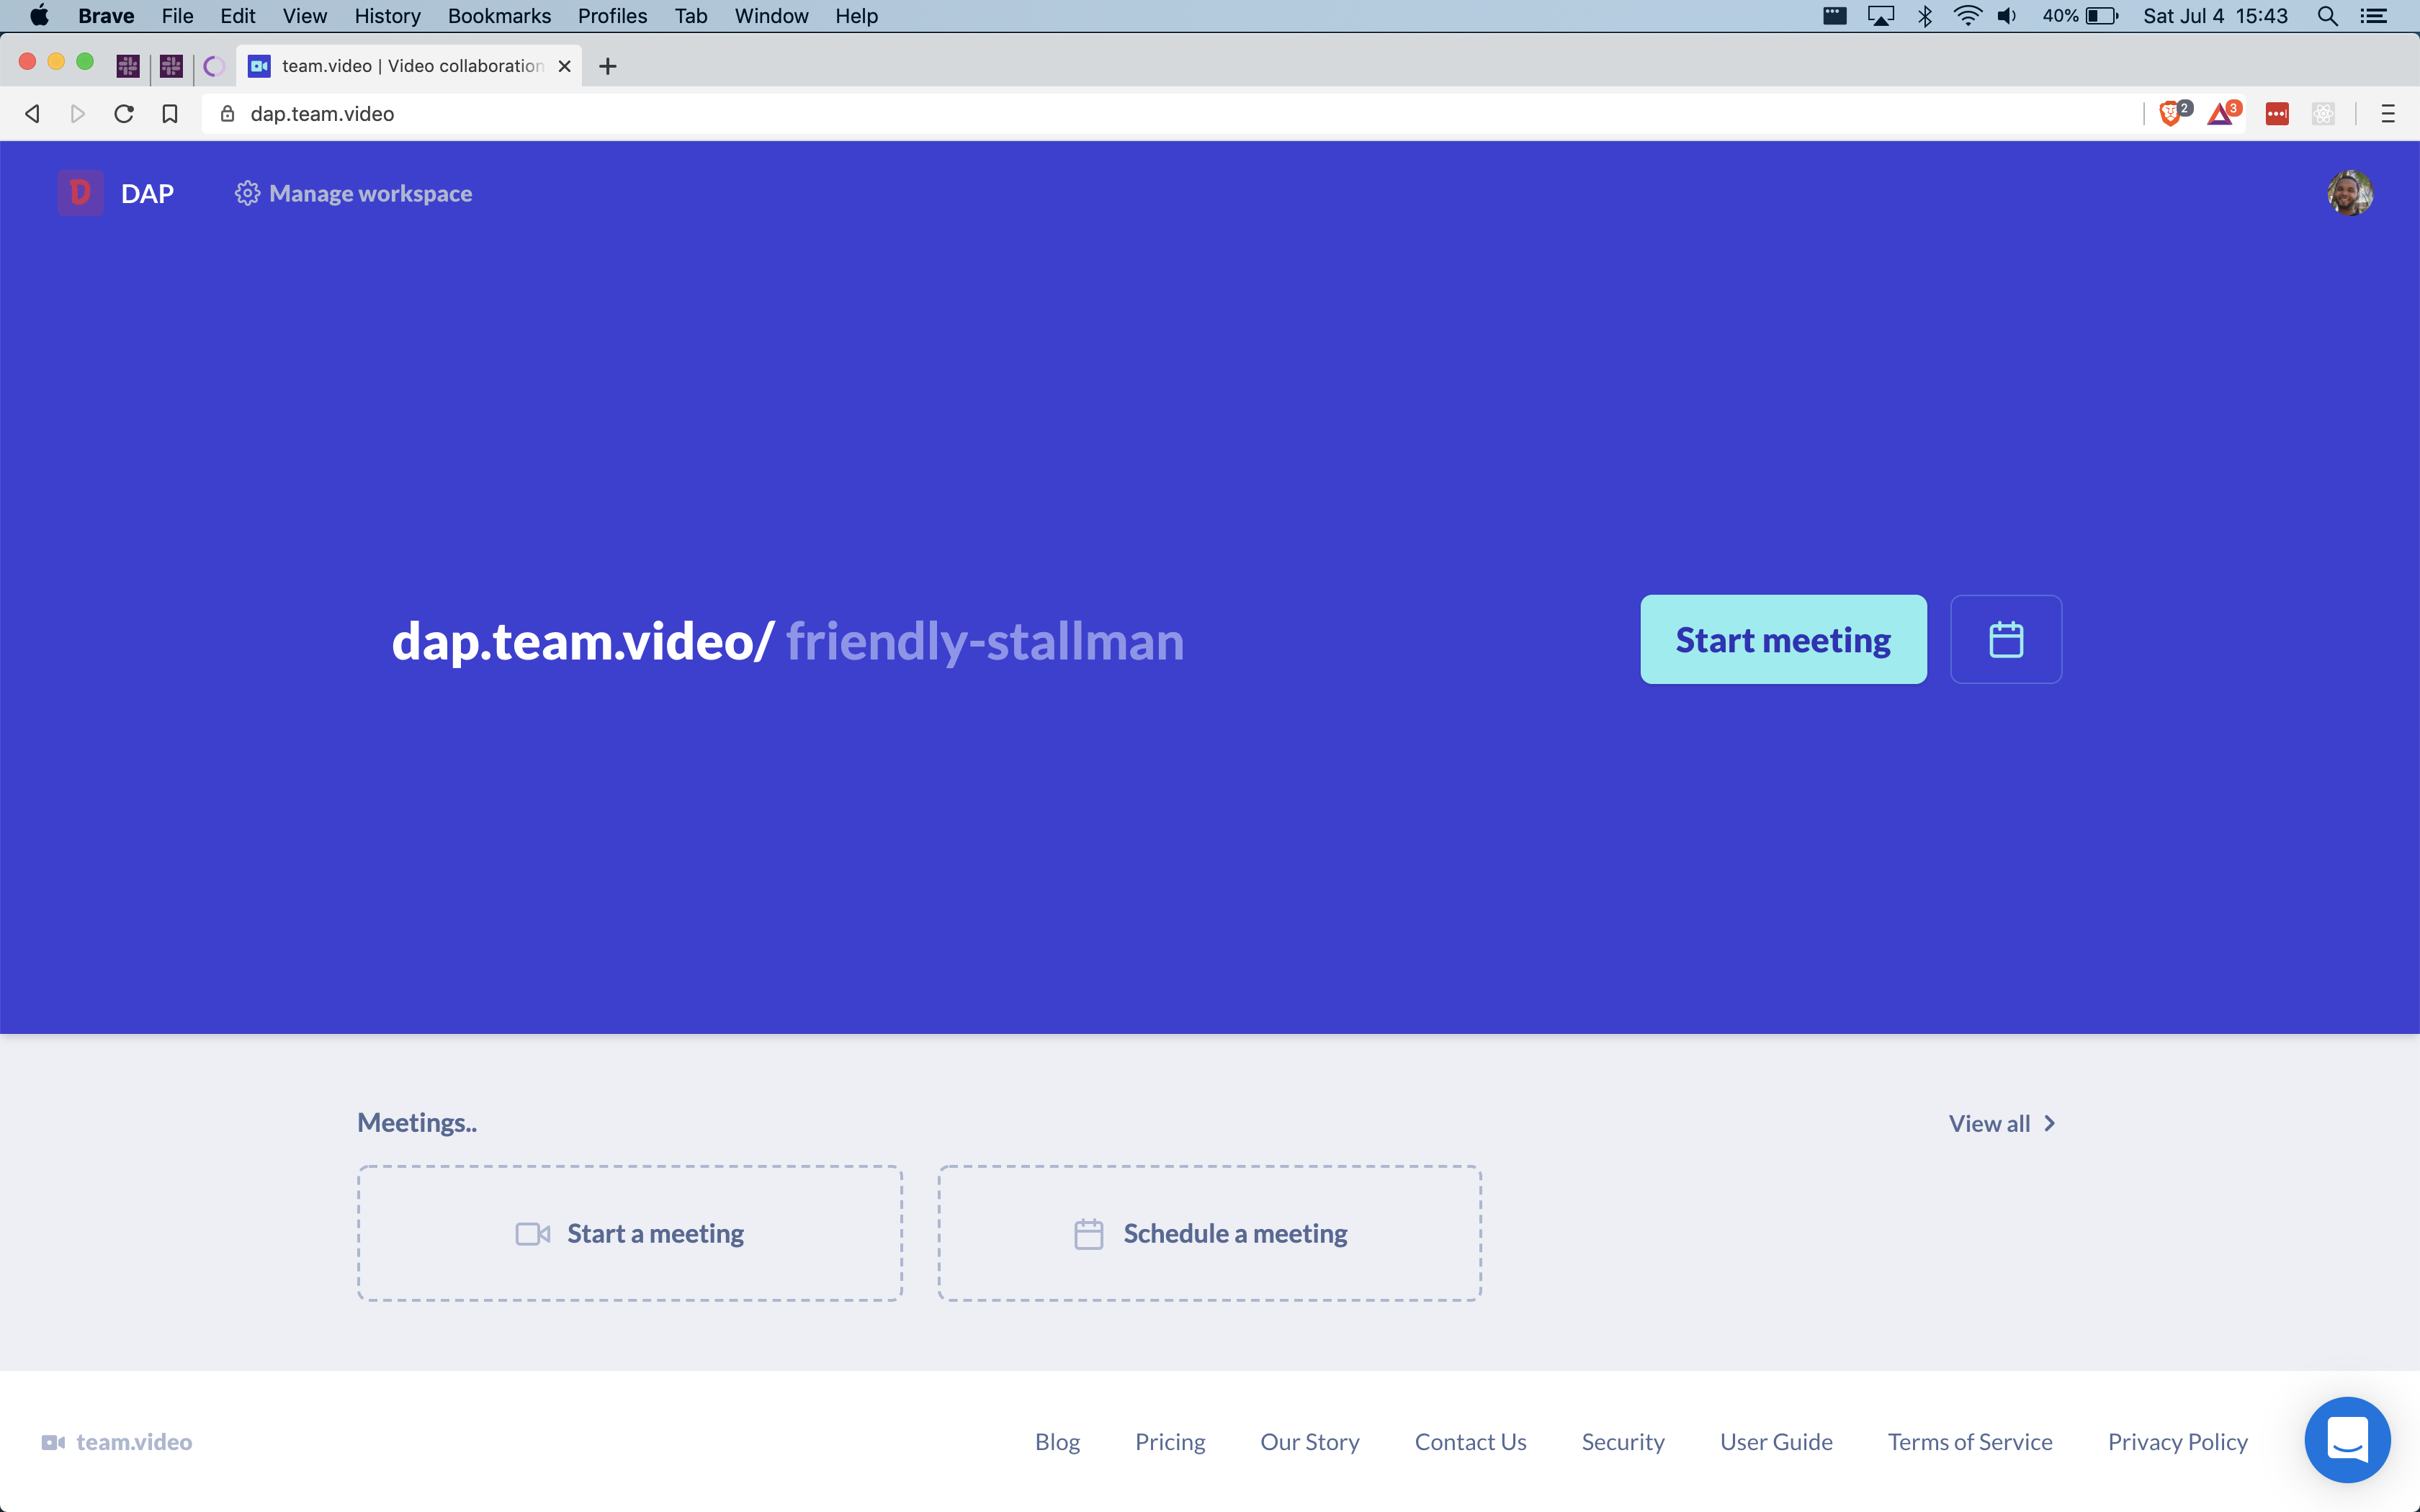 Brave File Edit View History Bookmarks Profiles Tab Window Help 40% Sat Jul 4 15:43
team.video | Video collaboration
dap.team.video 2 3
D DAP Manage workspace
dap.team.video/ friendly-stallman Start meeting
Meetings.. View all
Start a meeting Schedule a meeting
team.video Blog Pricing Our Story Contact Us Security User Guide Terms of Service Privacy Policy